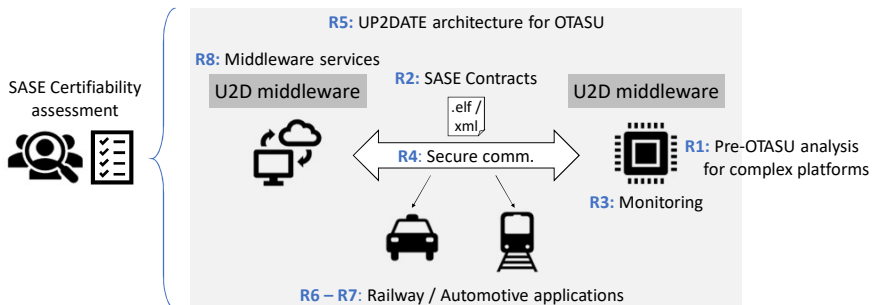 R5: UP2DATE architecture for OTASU
R8: Middleware services
R2: SASE Contracts
SASE Certifiability
assessment
U2D middleware
U2D middleware
.elf /
xml
R4: Secure comm.
R1: Pre-OTASU analysis
for complex platforms
R3: Monitoring
R6 – R7: Railway / Automotive applications